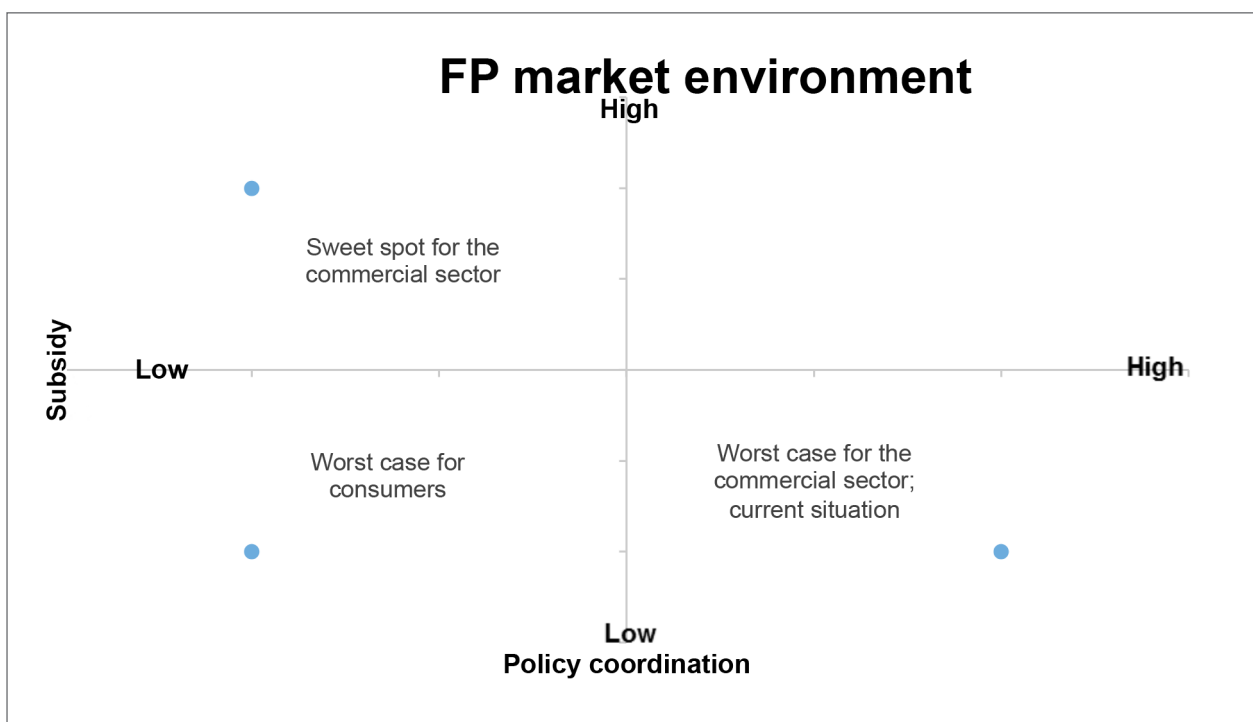 FP market environment
High
Sweet spot for the
commercial sector
Subsidy
Low
High
Worst case for
consumers
Worst case for the
commercial sector;
current situation
Low
Policy coordination